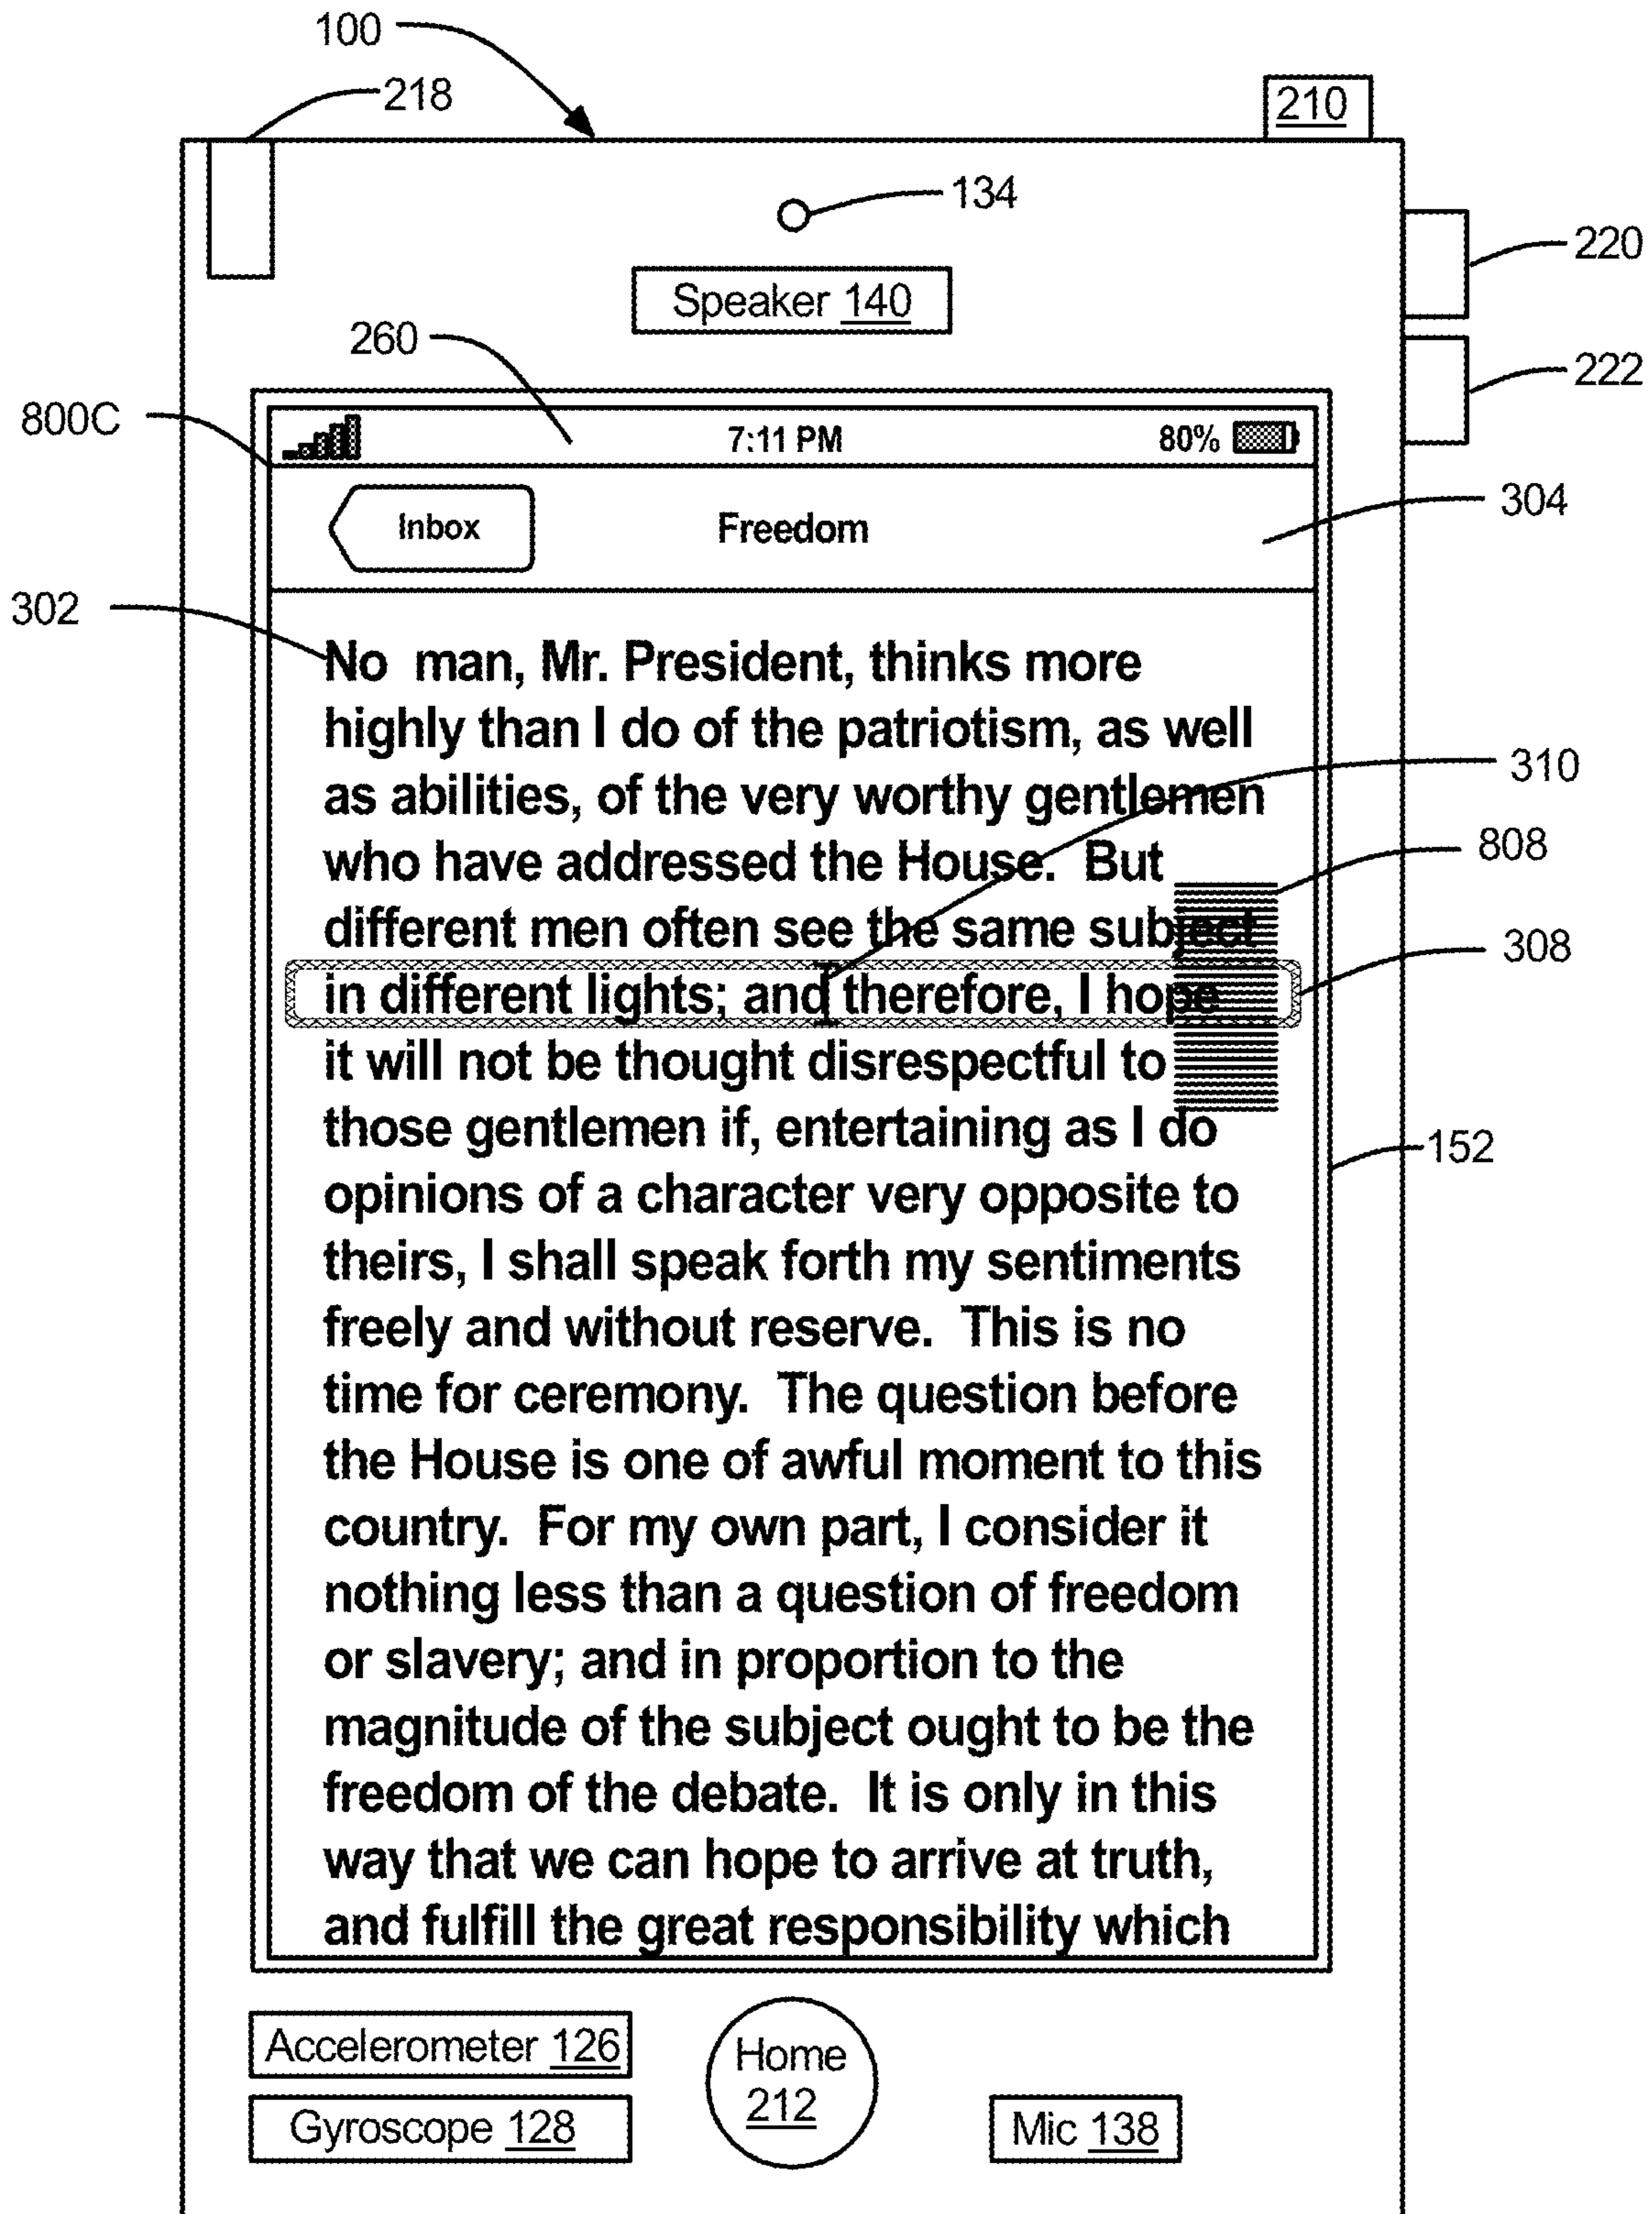 100
218
210
134
220
Speaker 140
260
222
800C
7:11 PM
80%
304
Inbox
Freedom
302
No man, Mr. President, thinks more
highly than I do of the patriotism, as well
310
as abilities, of the very worthy gentlemen
808
who have addressed the House. But
different men often see the same subject
308
in different lights; and therefore, I hope
it will not be thought disrespectful to
those gentlemen if, entertaining as I do
152
opinions of a character very opposite to
theirs, I shall speak forth my sentiments
freely and without reserve. This is no
time for ceremony. The question before
the House is one of awful moment to this
country. For my own part, I consider it
nothing less than a question of freedom
or slavery; and in proportion to the
magnitude of the subject ought to be the
freedom of the debate. It is only in this
way that we can hope to arrive at truth,
and fulfill the great responsibility which
Accelerometer 126
Home
212
Gyroscope 128
Mic 138